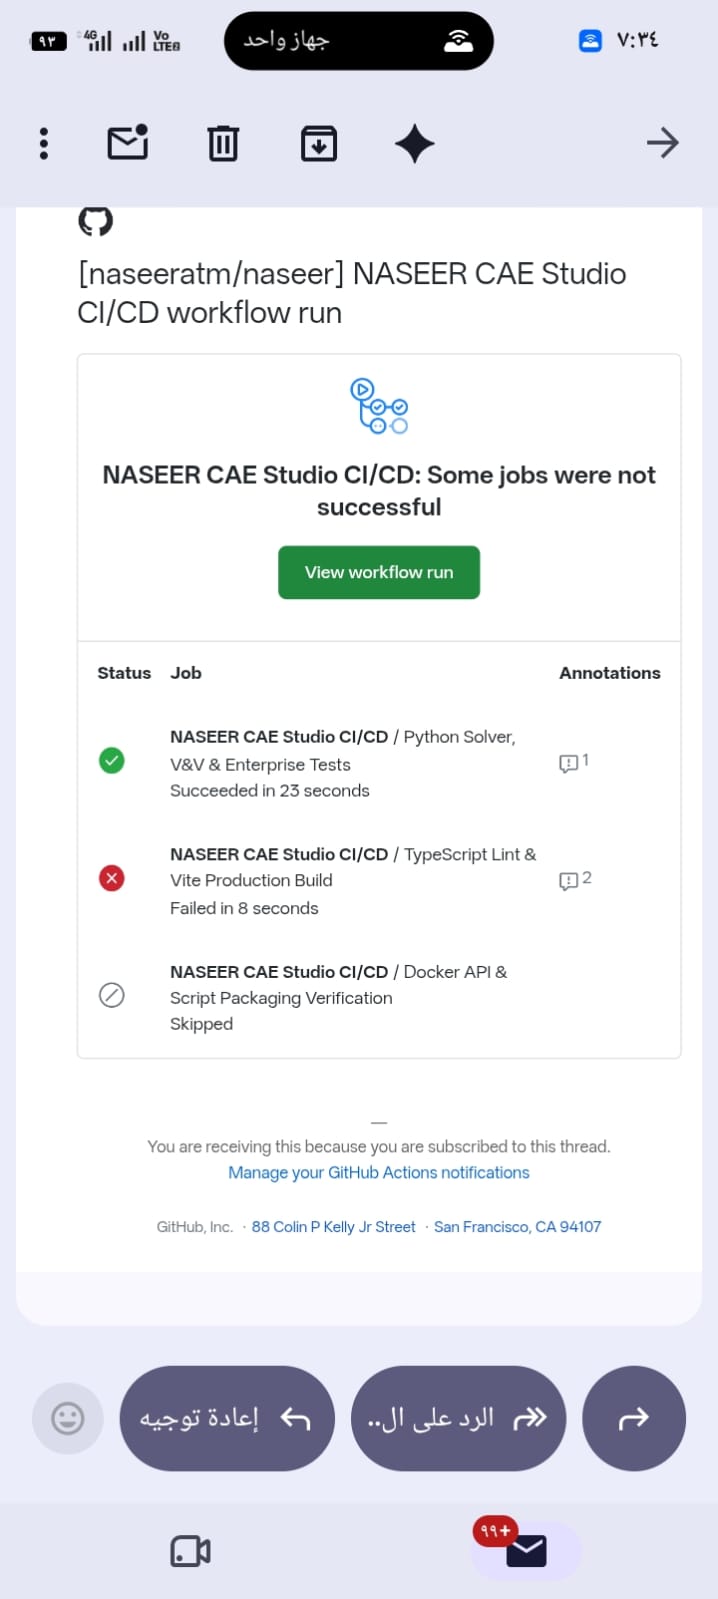 ٩٣ 4G Vo LTE2 جهاز واحد ٧:٣٤
[naseeratm/naseer] NASEER CAE Studio
CI/CD workflow run
NASEER CAE Studio CI/CD: Some jobs were not
successful
View workflow run
Status Job Annotations
NASEER CAE Studio CI/CD / Python Solver,
V&V & Enterprise Tests 1
Succeeded in 23 seconds
NASEER CAE Studio CI/CD / TypeScript Lint &
Vite Production Build 2
Failed in 8 seconds
NASEER CAE Studio CI/CD / Docker API &
Script Packaging Verification
Skipped
—
You are receiving this because you are subscribed to this thread.
Manage your GitHub Actions notifications
GitHub, Inc. · 88 Colin P Kelly Jr Street · San Francisco, CA 94107
الرد على ال.. إعادة توجيه
٩٩+